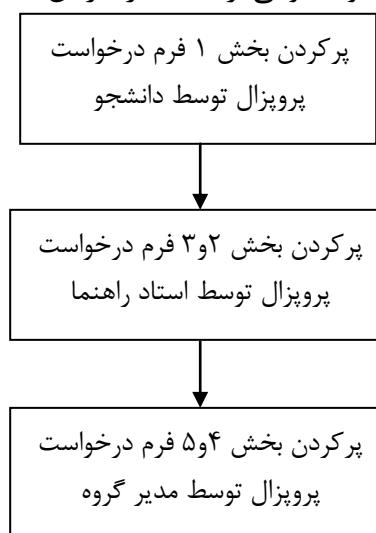 پرکردن بخش ۱ فرم درخواست
پروپزال توسط دانشجو
پرکردن بخش ۲و۳ فرم درخواست
پروپزال توسط استاد راهنما
پرکردن بخش ۴و۵ فرم درخواست
پروپزال توسط مدیر گروه